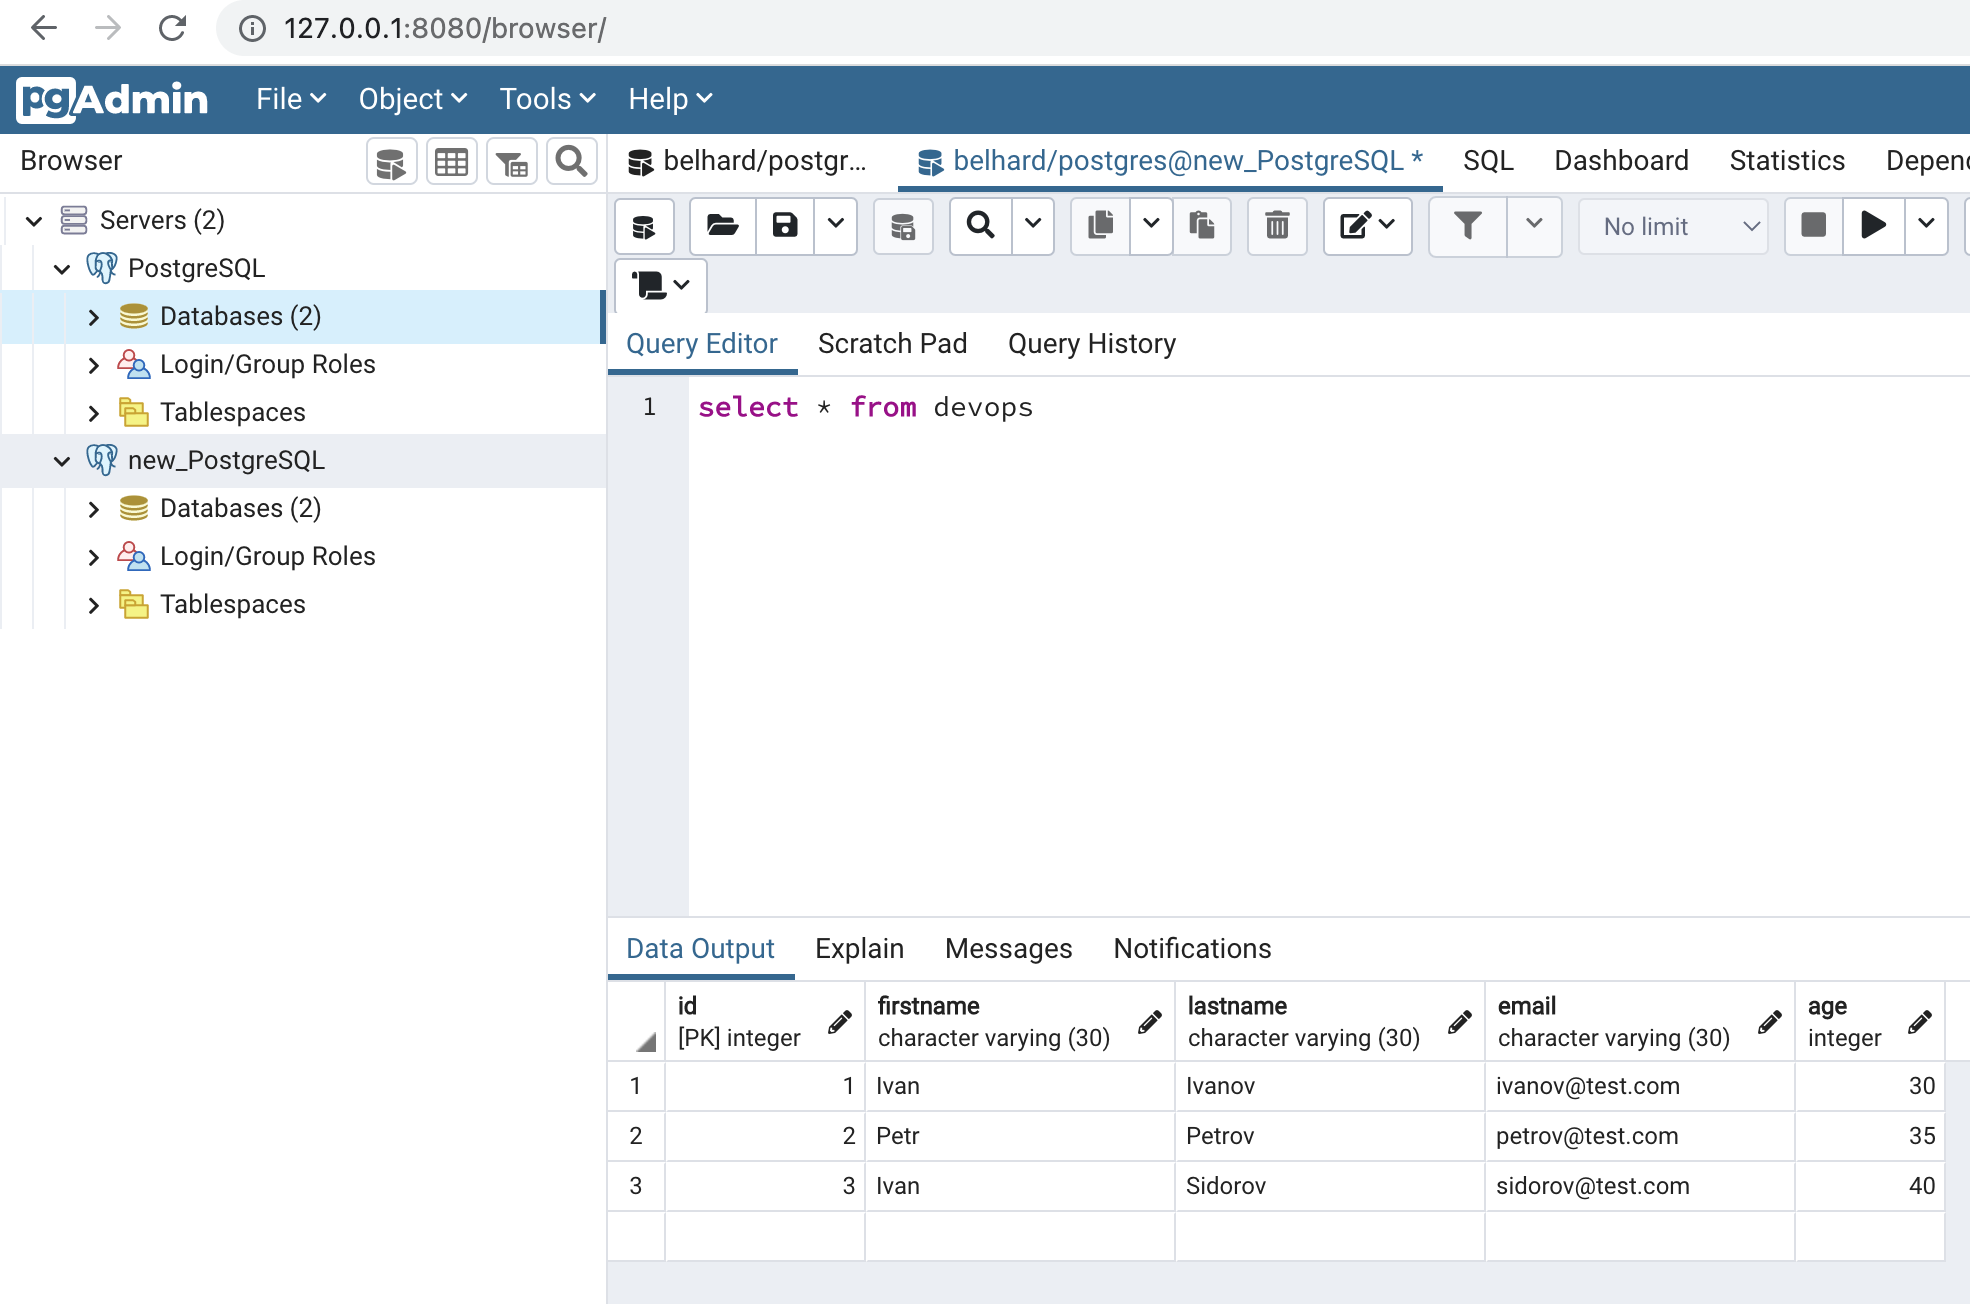 127.0.0.1:8080/browser/
pgAdmin File Object Tools Help
Browser
Servers (2)
PostgreSQL
Databases (2)
Login/Group Roles
Tablespaces
new_PostgreSQL
Databases (2)
Login/Group Roles
Tablespaces
belhard/postgr... belhard/postgres@new_PostgreSQL * SQL Dashboard Statistics Depen
No limit
Query Editor Scratch Pad Query History
1 select * from devops
Data Output Explain Messages Notifications
id firstname lastname email age
[PK] integer character varying (30) character varying (30) character varying (30) integer
1 1 Ivan Ivanov ivanov@test.com 30
2 2 Petr Petrov petrov@test.com 35
3 3 Ivan Sidorov sidorov@test.com 40